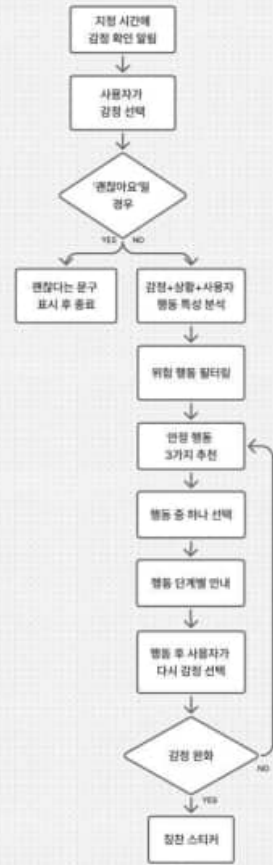 지정 시간에
감정 확인 알림
사용자가
감정 선택
'괜찮아요'일
경우
YES
NO
괜찮다는 문구
표시 후 종료
감정+상황+사용자
행동 특성 분석
위험 행동 필터링
안정 행동
3가지 추천
행동 중 하나 선택
행동 단계별 안내
행동 후 사용자가
다시 감정 선택
감정 완화
NO
YES
칭찬 스티커